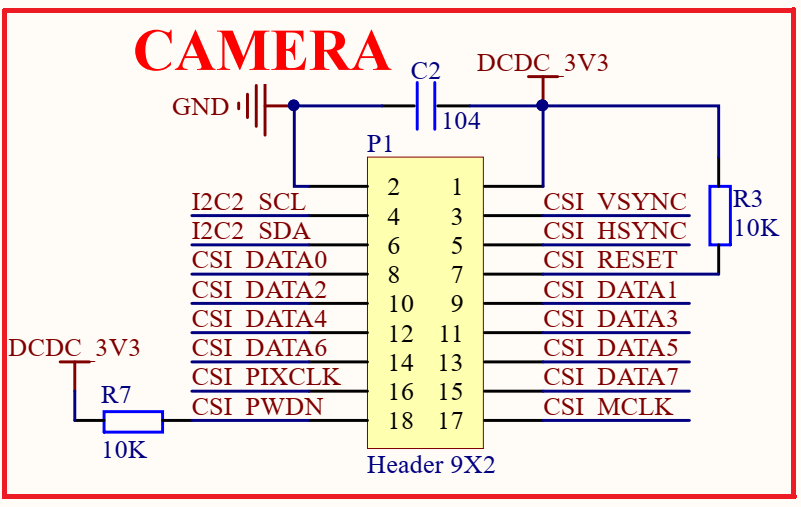 CAMERA
C2
DCDC_3V3
GND
104
P1
2 1
I2C2_SCL 4 3 CSI_VSYNC
R3
I2C2_SDA 6 5 CSI_HSYNC
10K
CSI_DATA0 8 7 CSI_RESET
CSI_DATA2 10 9 CSI_DATA1
CSI_DATA4 12 11 CSI_DATA3
DCDC_3V3
CSI_DATA6 14 13 CSI_DATA5
CSI_PIXCLK 16 15 CSI_DATA7
R7
CSI_PWDN 18 17 CSI_MCLK
10K
Header 9X2